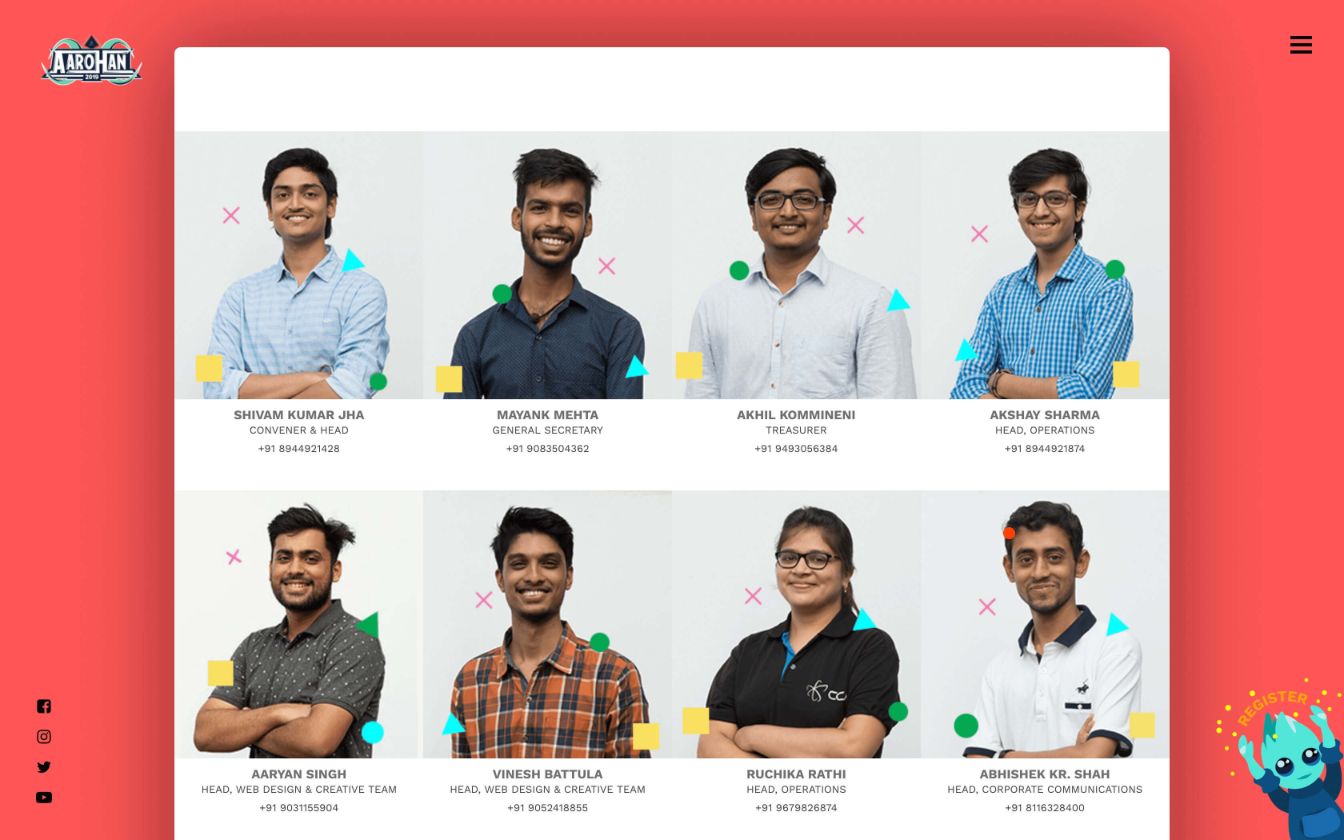 AAROHAN
2019
SHIVAM KUMAR JHA
CONVENER & HEAD
+91 8944921428
MAYANK MEHTA
GENERAL SECRETARY
+91 9083504362
AKHIL KOMMINENI
TREASURER
+91 9493056384
AKSHAY SHARMA
HEAD, OPERATIONS
+91 8944921874
CC
AARYAN SINGH
HEAD, WEB DESIGN & CREATIVE TEAM
+91 9031155904
VINESH BATTULA
HEAD, WEB DESIGN & CREATIVE TEAM
+91 9052418855
RUCHIKA RATHI
HEAD, OPERATIONS
+91 9679826874
ABHISHEK KR. SHAH
HEAD, CORPORATE COMMUNICATIONS
+91 8116328400
REGISTER